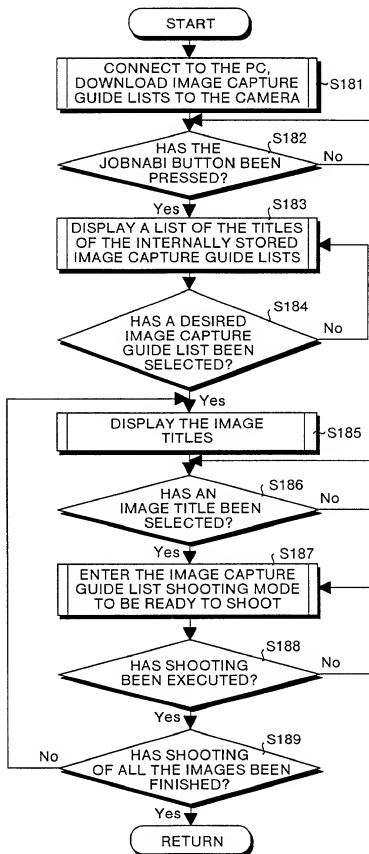 START
CONNECT TO THE PC,
DOWNLOAD IMAGE CAPTURE
GUIDE LISTS TO THE CAMERA
S181
S182
HAS THE
JOBNABI BUTTON BEEN
PRESSED?
No
Yes
S183
DISPLAY A LIST OF THE TITLES
OF THE INTERNALLY STORED
IMAGE CAPTURE GUIDE LISTS
S184
HAS A DESIRED
IMAGE CAPTURE
GUIDE LIST BEEN
SELECTED?
No
Yes
DISPLAY THE IMAGE
TITLES
S185
S186
HAS AN
IMAGE TITLE BEEN
SELECTED?
No
Yes
S187
ENTER THE IMAGE CAPTURE
GUIDE LIST SHOOTING MODE
TO BE READY TO SHOOT
S188
HAS SHOOTING
BEEN EXECUTED?
No
Yes
S189
No
HAS SHOOTING
OF ALL THE IMAGES BEEN
FINISHED?
Yes
RETURN